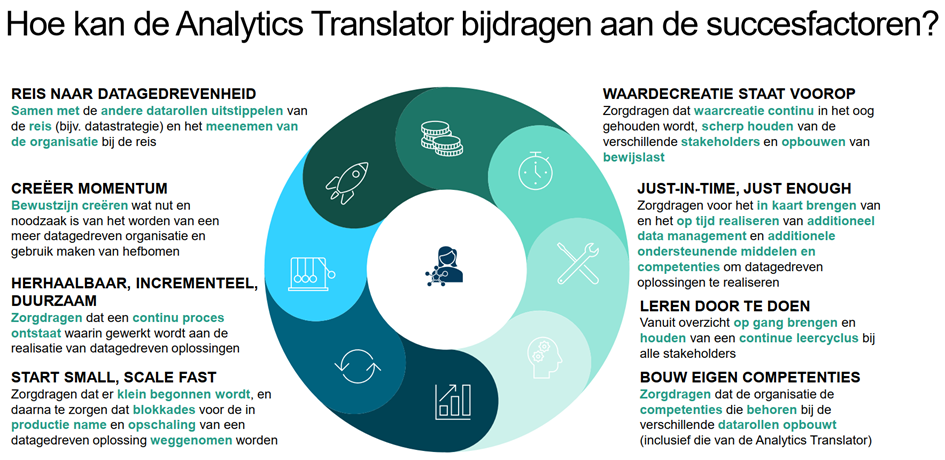 Hoe kan de Analytics Translator bijdragen aan de succesfactoren?
REIS NAAR DATAGEDREVENHEID
Samen met de andere datarollen uitstippelen van
de reis (bijv. datastrategie) en het meenemen van
de organisatie bij de reis
CREËER MOMENTUM
Bewustzijn creëren wat nut en
noodzaak is van het worden van een
meer datagedreven organisatie en
gebruik maken van hefbomen
HERHAALBAAR, INCREMENTEEL,
DUURZAAM
Zorgdragen dat een continu proces
ontstaat waarin gewerkt wordt aan de
realisatie van datagedreven oplossingen
START SMALL, SCALE FAST
Zorgdragen dat er klein begonnen wordt, en
daarna te zorgen dat blokkades voor de in
productie name en opschaling van een
datagedreven oplossing weggenomen worden
WAARDECREATIE STAAT VOOROP
Zorgdragen dat waarcreatie continu in het oog
gehouden wordt, scherp houden van de
verschillende stakeholders en opbouwen van
bewijslast
JUST-IN-TIME, JUST ENOUGH
Zorgdragen voor het in kaart brengen van
en het op tijd realiseren van additioneel
data management en additionele
ondersteunende middelen en
competenties om datagedreven
oplossingen te realiseren
LEREN DOOR TE DOEN
Vanuit overzicht op gang brengen en
houden van een continue leercyclus bij
alle stakeholders
BOUW EIGEN COMPETENTIES
Zorgdragen dat de organisatie de
competenties die behoren bij de
verschillende datarollen opbouwt
(inclusief die van de Analytics Translator)